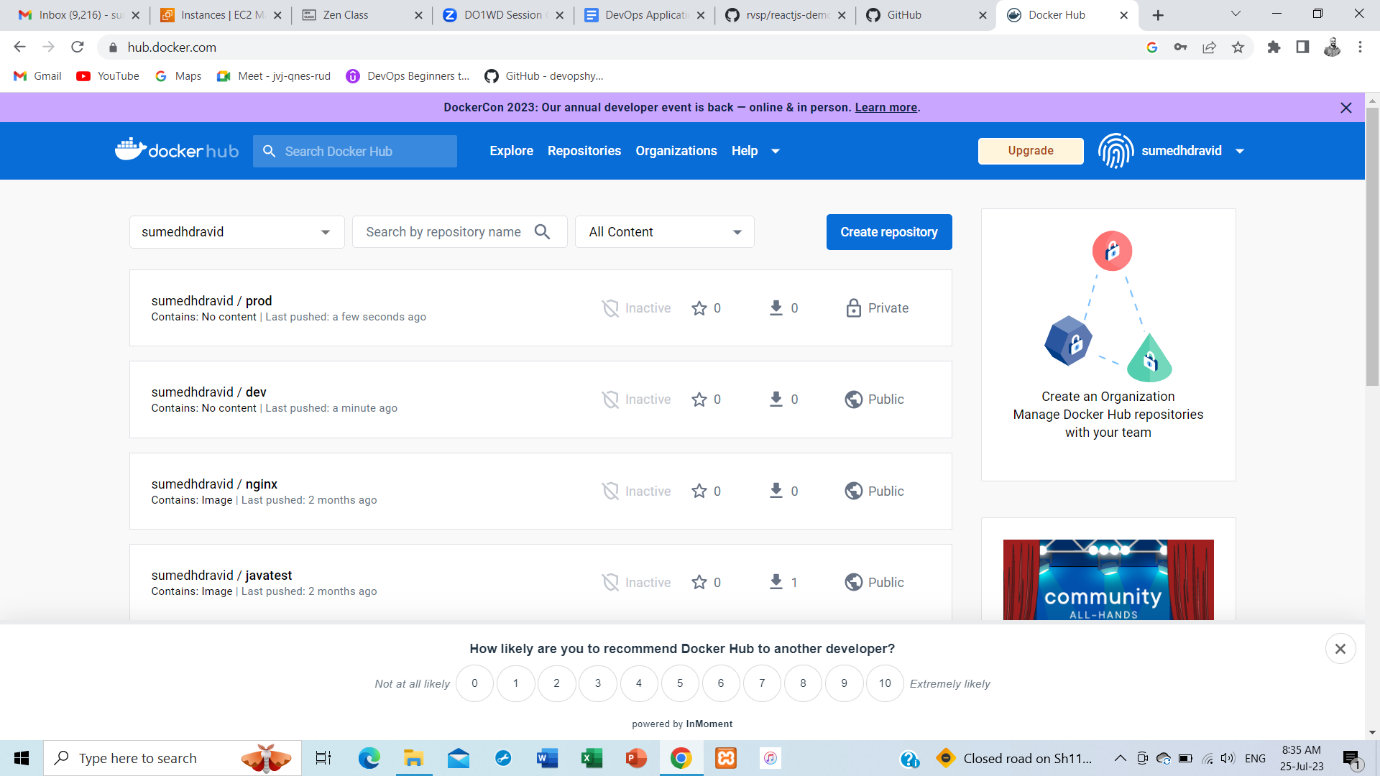 Inbox (9,216) - su
Instances | EC2 M
Zen Class
DO1WD Session
DevOps Applicati
rvsp/reactjs-dem
GitHub
Docker Hub
hub.docker.com
Gmail
YouTube
Maps
Meet - jvj-qnes-rud
DevOps Beginners t...
GitHub - devopshy...
DockerCon 2023: Our annual developer event is back — online & in person. Learn more.
dockerhub
Search Docker Hub
Explore
Repositories
Organizations
Help
Upgrade
sumedhdravid
sumedhdravid
Search by repository name
All Content
Create repository
sumedhdravid / prod
Contains: No content | Last pushed: a few seconds ago
Inactive
0
0
Private
sumedhdravid / dev
Contains: No content | Last pushed: a minute ago
Inactive
0
0
Public
sumedhdravid / nginx
Contains: Image | Last pushed: 2 months ago
Inactive
0
0
Public
sumedhdravid / javatest
Contains: Image | Last pushed: 2 months ago
Inactive
0
1
Public
Create an Organization
Manage Docker Hub repositories
with your team
community
ALL-HANDS
How likely are you to recommend Docker Hub to another developer?
Not at all likely 0 1 2 3 4 5 6 7 8 9 10 Extremely likely
powered by InMoment
Type here to search
Closed road on Sh11...
ENG
8:35 AM
25-Jul-23
1